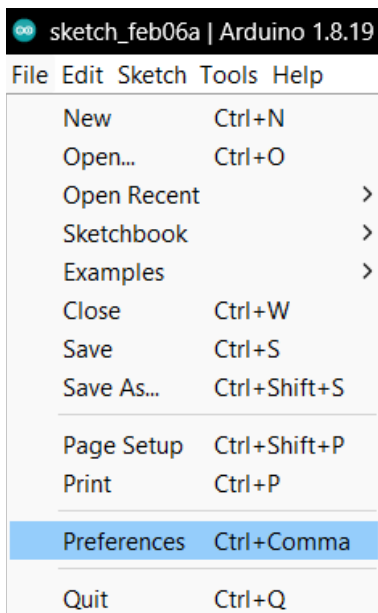 sketch_feb06a | Arduino 1.8.19
File Edit Sketch Tools Help
New Ctrl+N
Open... Ctrl+O
Open Recent
Sketchbook
Examples
Close Ctrl+W
Save Ctrl+S
Save As... Ctrl+Shift+S
Page Setup Ctrl+Shift+P
Print Ctrl+P
Preferences Ctrl+Comma
Quit Ctrl+Q